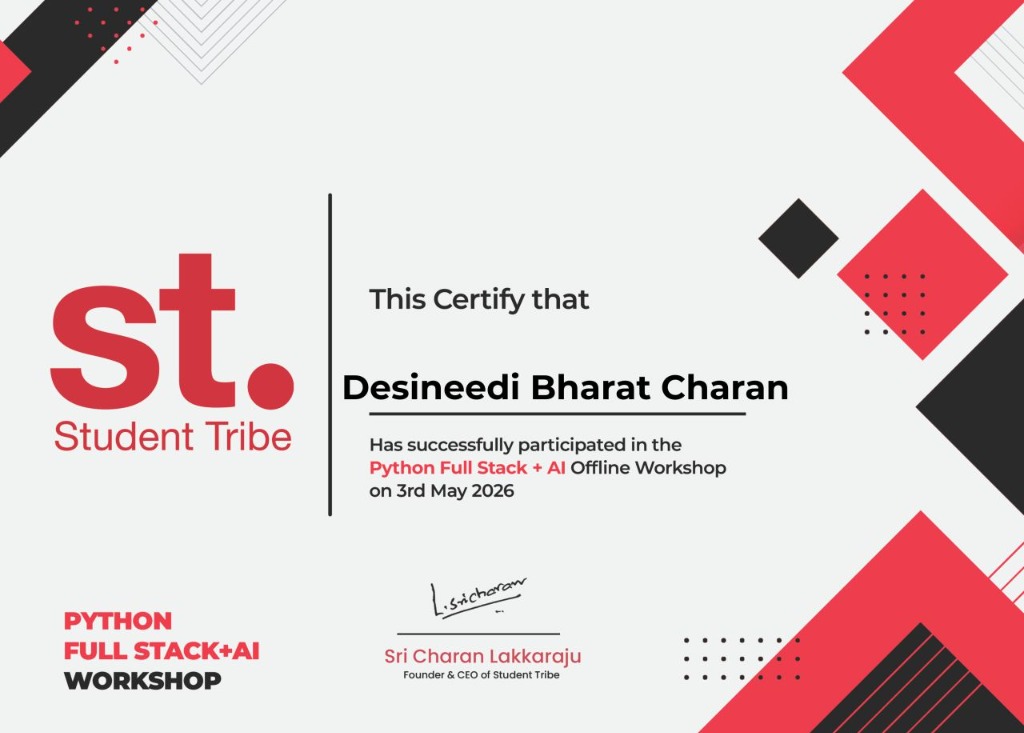 st.
Student Tribe
This Certify that
Desineedi Bharat Charan
Has successfully participated in the
Python Full Stack + AI Offline Workshop
on 3rd May 2026
PYTHON
FULL STACK+AI
WORKSHOP
L.Sricharan
Sri Charan Lakkaraju
Founder & CEO of Student Tribe